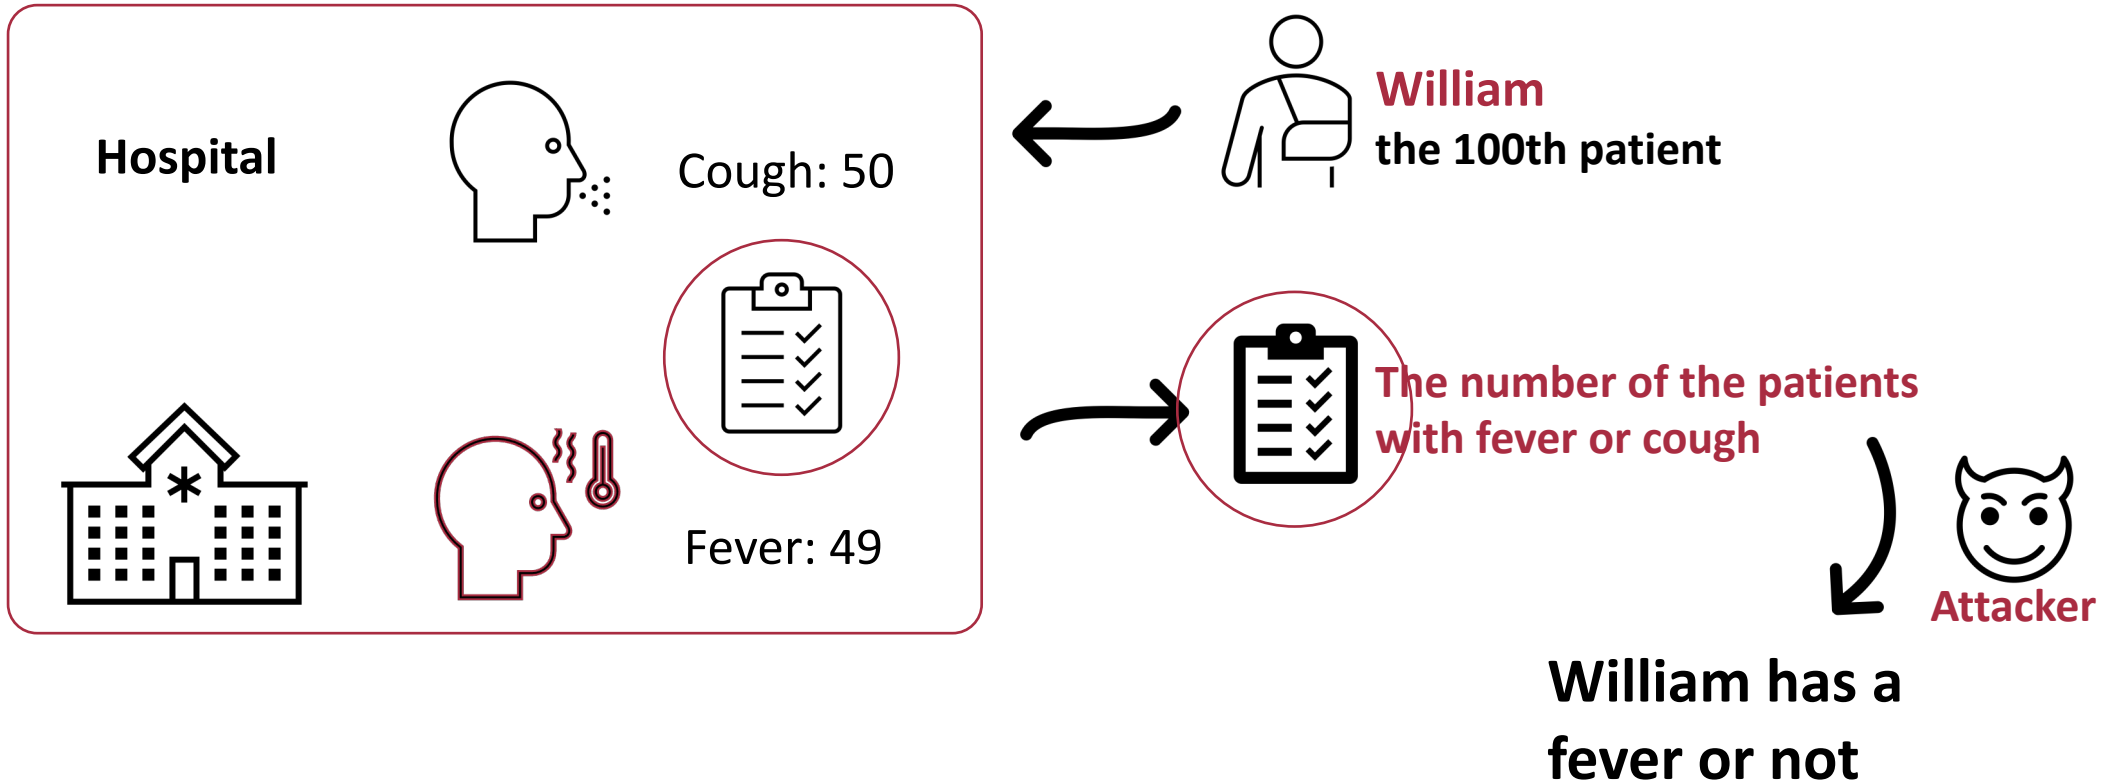 Hospital
Cough: 50
Fever: 49
William
the 100th patient
The number of the patients
with fever or cough
Attacker
William has a
fever or not